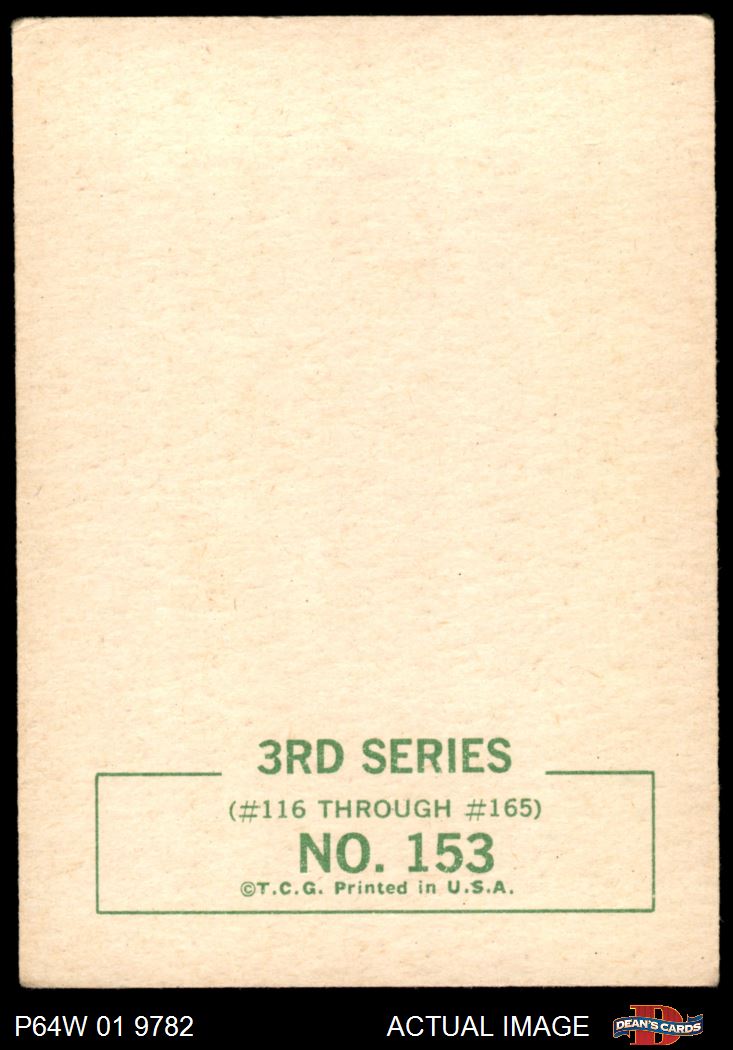 3RD SERIES
(#116 THROUGH #165)
NO. 153
©T.C.G. Printed in U.S.A.
P64W 01 9782
ACTUAL IMAGE
D
DEAN'S CARDS